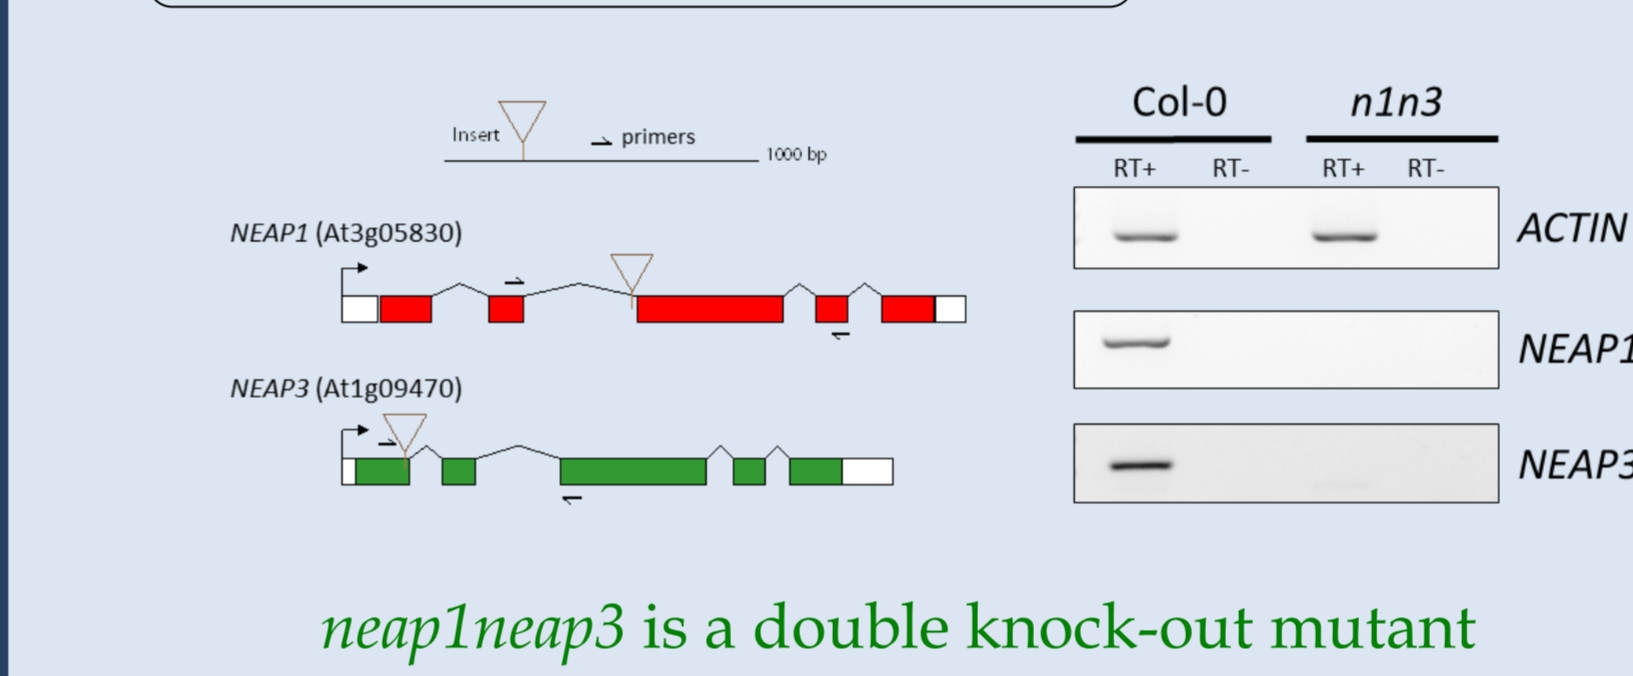 Insert
primers
1000 bp
NEAP1 (At3g05830)
NEAP3 (At1g09470)
Col-0 n1n3
RT+ RT- RT+ RT-
ACTIN
NEAP1
NEAP3
neap1neap3 is a double knock-out mutant